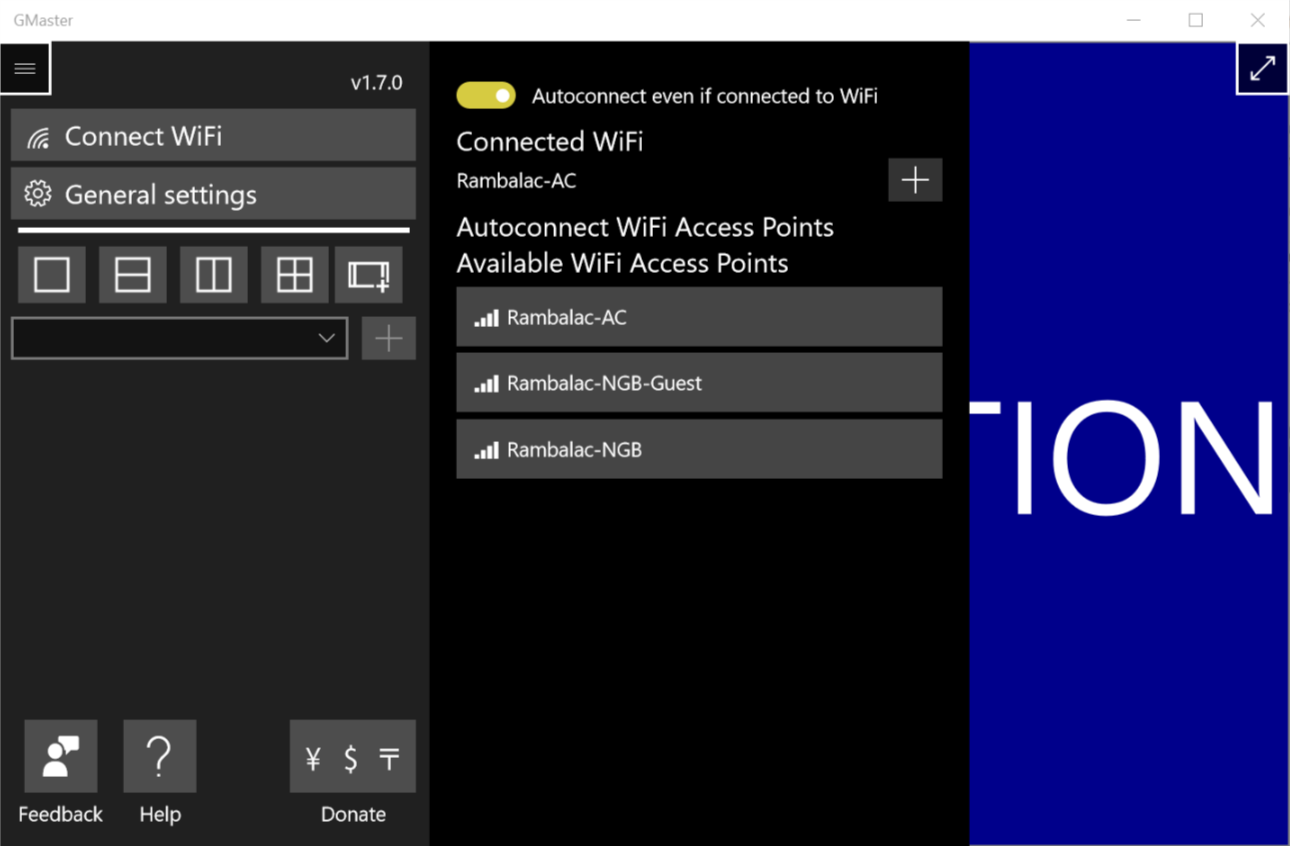 GMaster
v1.7.0
Connect WiFi
General settings
Autoconnect even if connected to WiFi
Connected WiFi
Rambalac-AC
Autoconnect WiFi Access Points
Available WiFi Access Points
Rambalac-AC
Rambalac-NGB-Guest
Rambalac-NGB
TION
¥ $ 〒
Feedback
Help
Donate